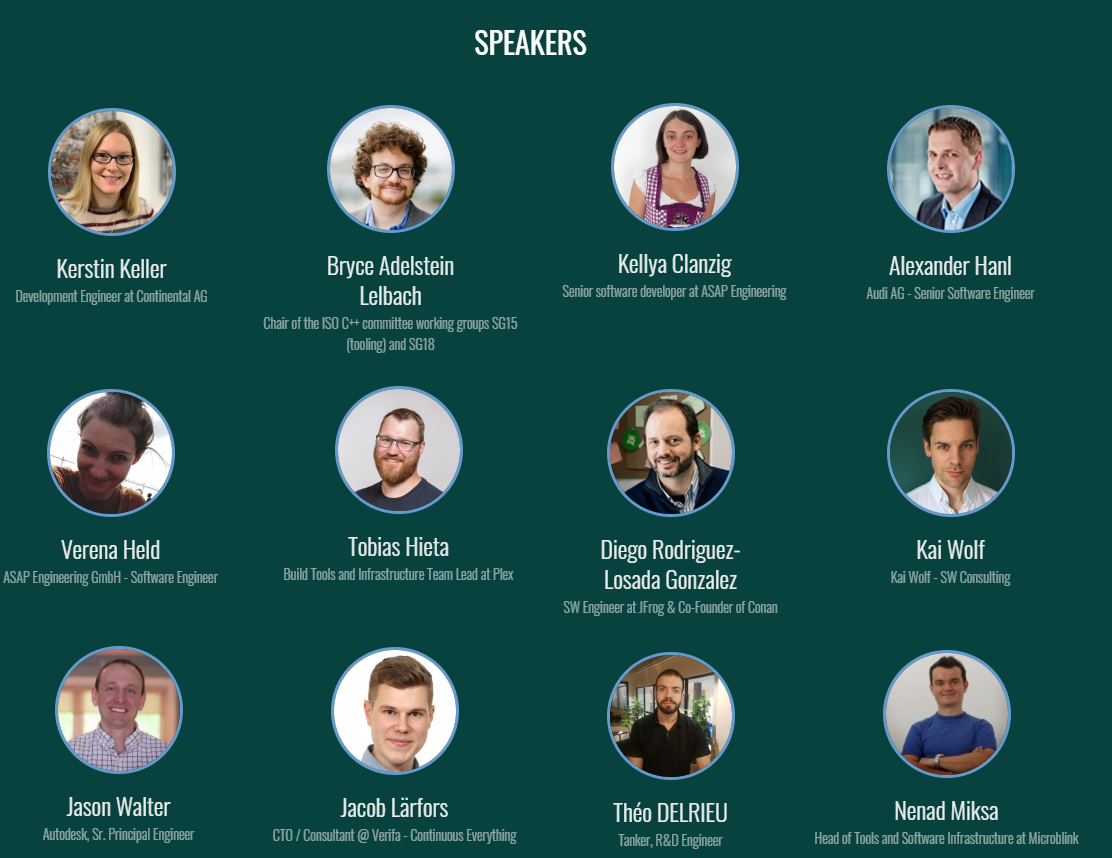 SPEAKERS
Kerstin Keller
Development Engineer at Continental AG
Bryce Adelstein
Lelbach
Chair of the ISO C++ committee working groups SG15
(tooling) and SG18
Kellya Clanzig
Senior software developer at ASAP Engineering
Alexander Hanl
Audi AG - Senior Software Engineer
Verena Held
ASAP Engineering GmbH - Software Engineer
Tobias Hieta
Build Tools and Infrastructure Team Lead at Plex
Diego Rodriguez-
Losada Gonzalez
SW Engineer at JFrog & Co-Founder of Conan
Kai Wolf
Kai Wolf - SW Consulting
Jason Walter
Autodesk, Sr. Principal Engineer
Jacob Lärfors
CTO / Consultant @ Verifa - Continuous Everything
Théo DELRIEU
Tanker, R&D Engineer
Nenad Miksa
Head of Tools and Software Infrastructure at Microblink